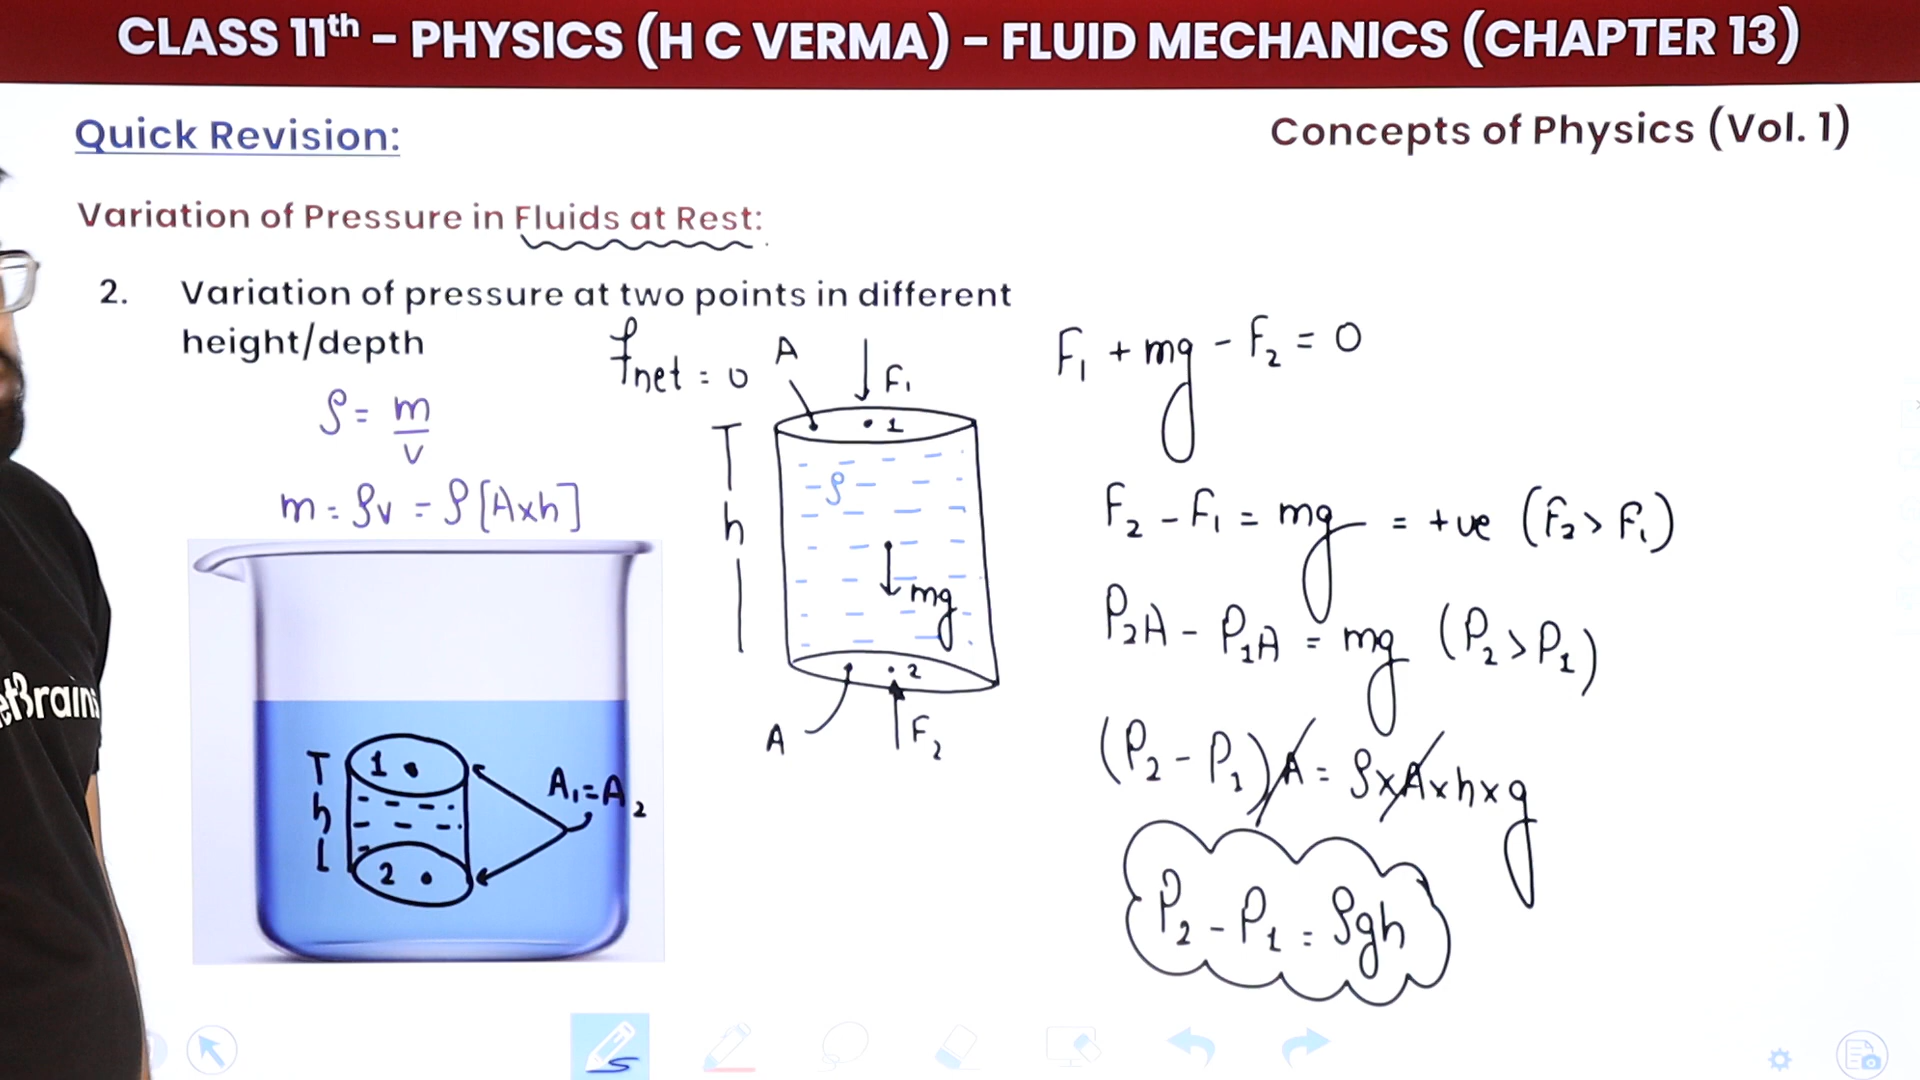 CLASS 11th - PHYSICS (H C VERMA) - FLUID MECHANICS (CHAPTER 13)
Quick Revision:
Concepts of Physics (Vol. 1)
Variation of Pressure in Fluids at Rest:
2. Variation of pressure at two points in different
height/depth
ρ = m/v
m = ρv = ρ[A×h]
fnet = 0
A
F₁
1
ρ
h
mg
2
A
F₂
1
h
2
A₁=A₂
F₁ + mg - F₂ = 0
F₂ - F₁ = mg = +ve (F₂ > F₁)
P₂A - P₁A = mg (P₂ > P₁)
(P₂ - P₁)A = ρ×A×h×g
P₂ - P₁ = ρgh
etBrains